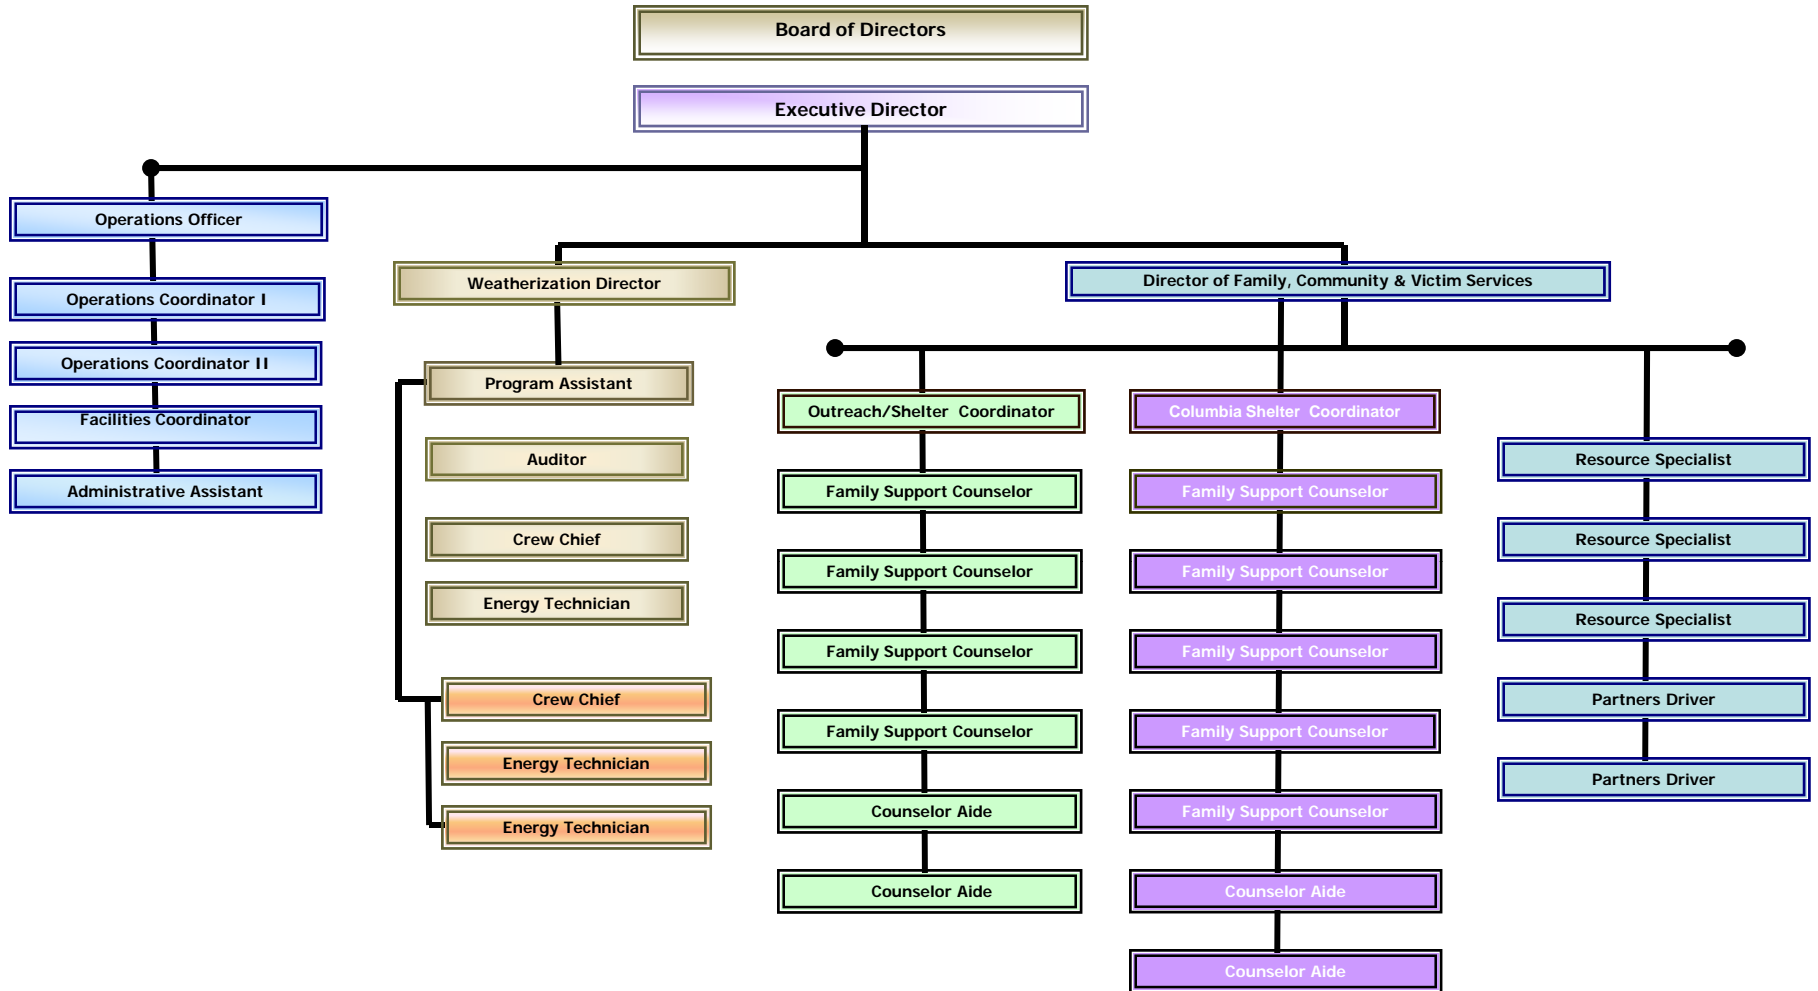 Board of Directors
Executive Director
Operations Officer
Operations Coordinator I
Operations Coordinator II
Facilities Coordinator
Administrative Assistant
Weatherization Director
Program Assistant
Auditor
Crew Chief
Energy Technician
Crew Chief
Energy Technician
Energy Technician
Director of Family, Community & Victim Services
Outreach/Shelter Coordinator
Family Support Counselor
Family Support Counselor
Family Support Counselor
Family Support Counselor
Counselor Aide
Counselor Aide
Columbia Shelter Coordinator
Family Support Counselor
Family Support Counselor
Family Support Counselor
Family Support Counselor
Family Support Counselor
Counselor Aide
Counselor Aide
Resource Specialist
Resource Specialist
Resource Specialist
Partners Driver
Partners Driver